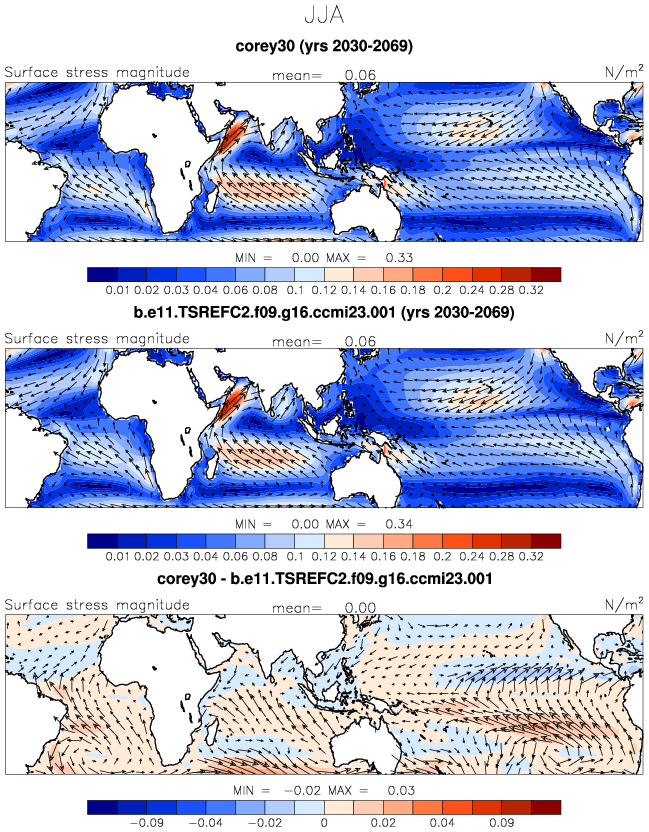 JJA
corey30 (yrs 2030-2069)
Surface stress magnitude mean= 0.06 N/m²
MIN = 0.00 MAX = 0.33
0.01 0.02 0.03 0.04 0.06 0.08 0.1 0.12 0.14 0.16 0.18 0.2 0.24 0.28 0.32
b.e11.TSREFC2.f09.g16.ccmi23.001 (yrs 2030-2069)
Surface stress magnitude mean= 0.06 N/m²
MIN = 0.00 MAX = 0.34
0.01 0.02 0.03 0.04 0.06 0.08 0.1 0.12 0.14 0.16 0.18 0.2 0.24 0.28 0.32
corey30 - b.e11.TSREFC2.f09.g16.ccmi23.001
Surface stress magnitude mean= 0.00 N/m²
MIN = −0.02 MAX = 0.03
−0.09 −0.04 −0.02 0 0.02 0.04 0.09